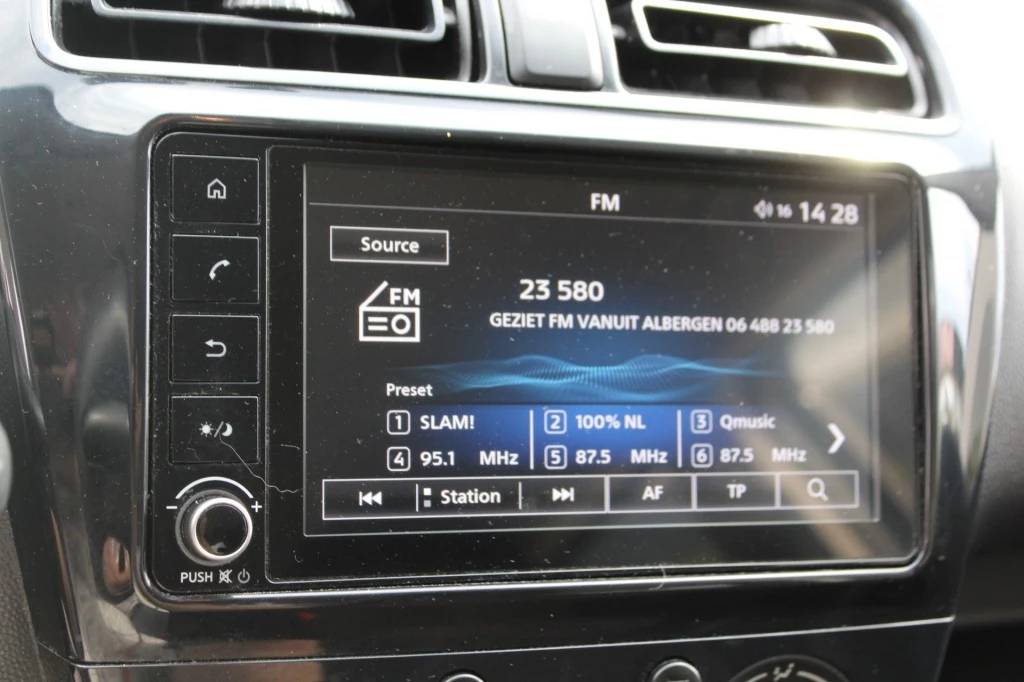 FM
16 14 28
Source
FM
23 580
GEZIET FM VANUIT ALBERGEN 06 488 23 580
Preset
1 SLAM! 2 100% NL 3 Qmusic
4 95.1 MHz 5 87.5 MHz 6 87.5 MHz
Station AF TP
- +
PUSH